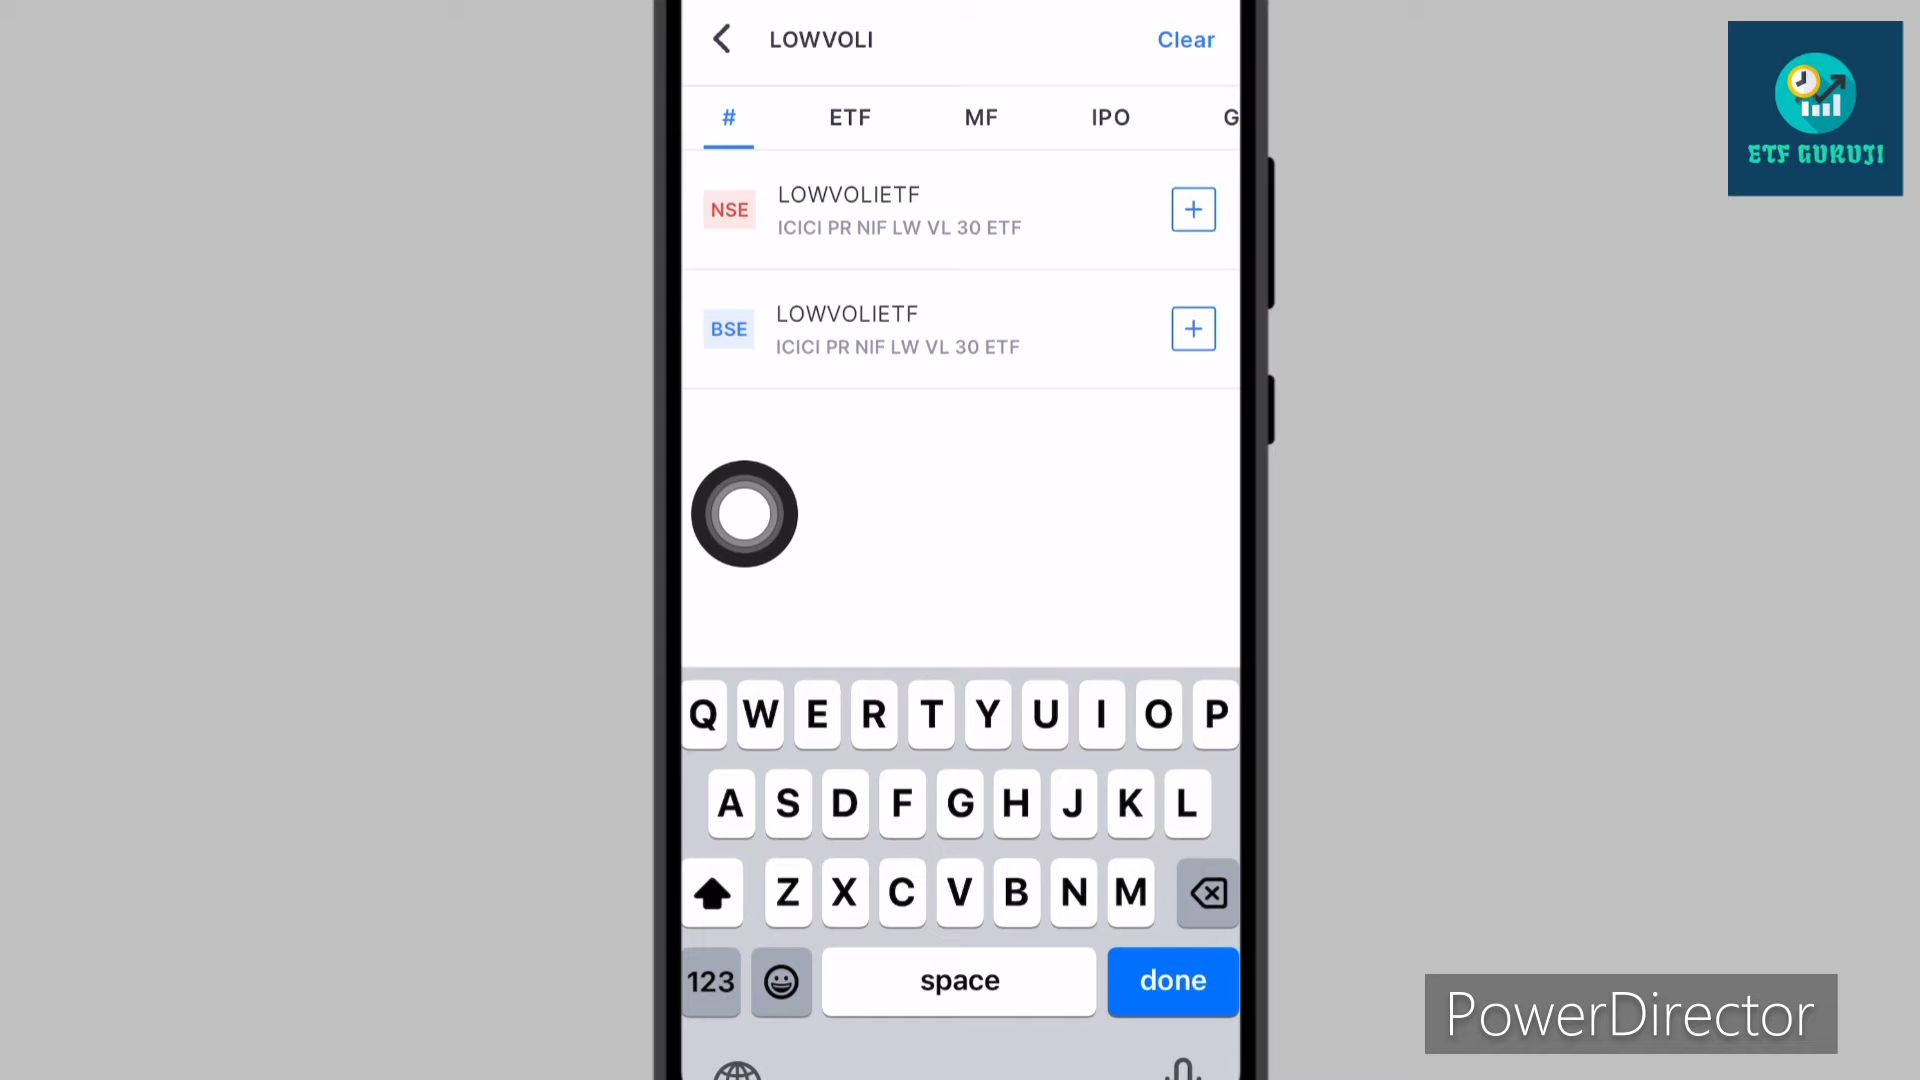 LOWVOLI Clear
# ETF MF IPO G
NSE LOWVOLIETF
ICICI PR NIF LW VL 30 ETF
BSE LOWVOLIETF
ICICI PR NIF LW VL 30 ETF
Q W E R T Y U I O P
A S D F G H J K L
Z X C V B N M
123 space done
ETF GURUJI
PowerDirector